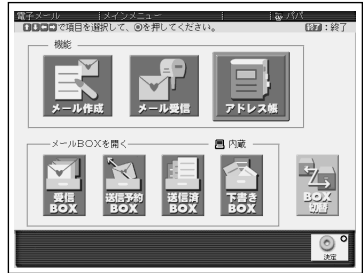 電子メール メインメニュー パパ
で項目を選択して、◎を押してください。 終了:終了
機能
メール作成 メール受信 アドレス帳
メールBOXを開く 内蔵
受信BOX 送信予約BOX 送信済BOX 下書きBOX BOX切替
決定